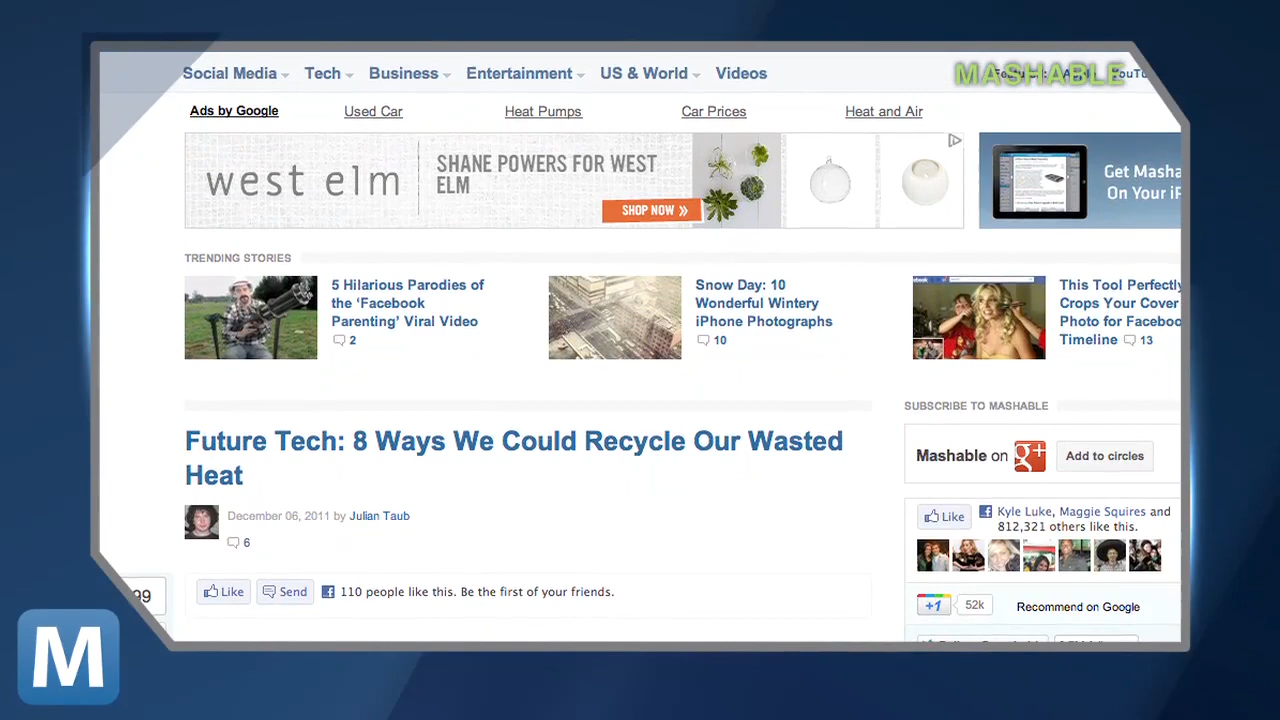 Social Media Tech Business Entertainment US & World Videos
MASHABLE
Ads by Google Used Car Heat Pumps Car Prices Heat and Air
west elm
SHANE POWERS FOR WEST
ELM
SHOP NOW »
Get Masha
On Your iP
TRENDING STORIES
5 Hilarious Parodies of
the ‘Facebook
Parenting’ Viral Video
2
Snow Day: 10
Wonderful Wintery
iPhone Photographs
10
This Tool Perfectly
Crops Your Cover
Photo for Facebook
Timeline 13
Future Tech: 8 Ways We Could Recycle Our Wasted
Heat
December 06, 2011 by Julian Taub
6
99
Like Send 110 people like this. Be the first of your friends.
SUBSCRIBE TO MASHABLE
Mashable on g+ Add to circles
Like Kyle Luke, Maggie Squires and
812,321 others like this.
+1 52k Recommend on Google
M